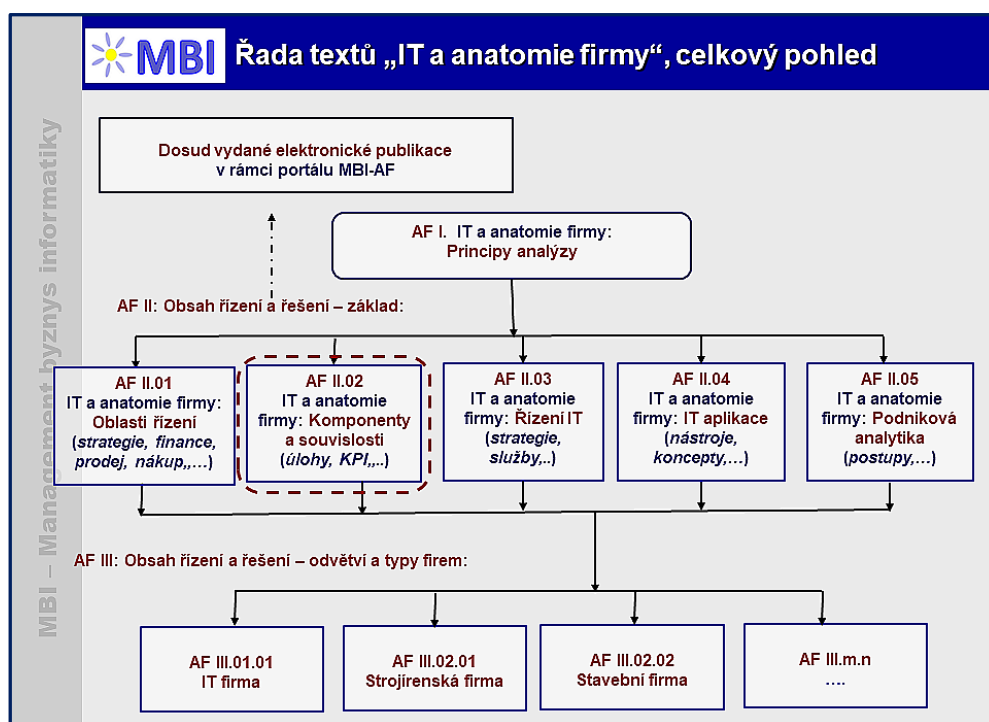 MBI
Řada textů „IT a anatomie firmy“, celkový pohled
MBI – Management byznys informatiky
Dosud vydané elektronické publikace
v rámci portálu MBI-AF
AF I. IT a anatomie firmy:
Principy analýzy
AF II: Obsah řízení a řešení – základ:
AF II.01
IT a anatomie firmy:
Oblasti řízení
(strategie, finance,
prodej, nákup,,…)
AF II.02
IT a anatomie
firmy: Komponenty
a souvislosti
(úlohy, KPI,,..
AF II.03
IT a anatomie
firmy: Řízení IT
(strategie,
služby,..)
AF II.04
IT a anatomie
firmy: IT aplikace
(nástroje,
koncepty,…)
AF II.05
IT a anatomie
firmy: Podniková
analytika
(postupy,…)
AF III: Obsah řízení a řešení – odvětví a typy firem:
AF III.01.01
IT firma
AF III.02.01
Strojírenská firma
AF III.02.02
Stavební firma
AF III.m.n
….